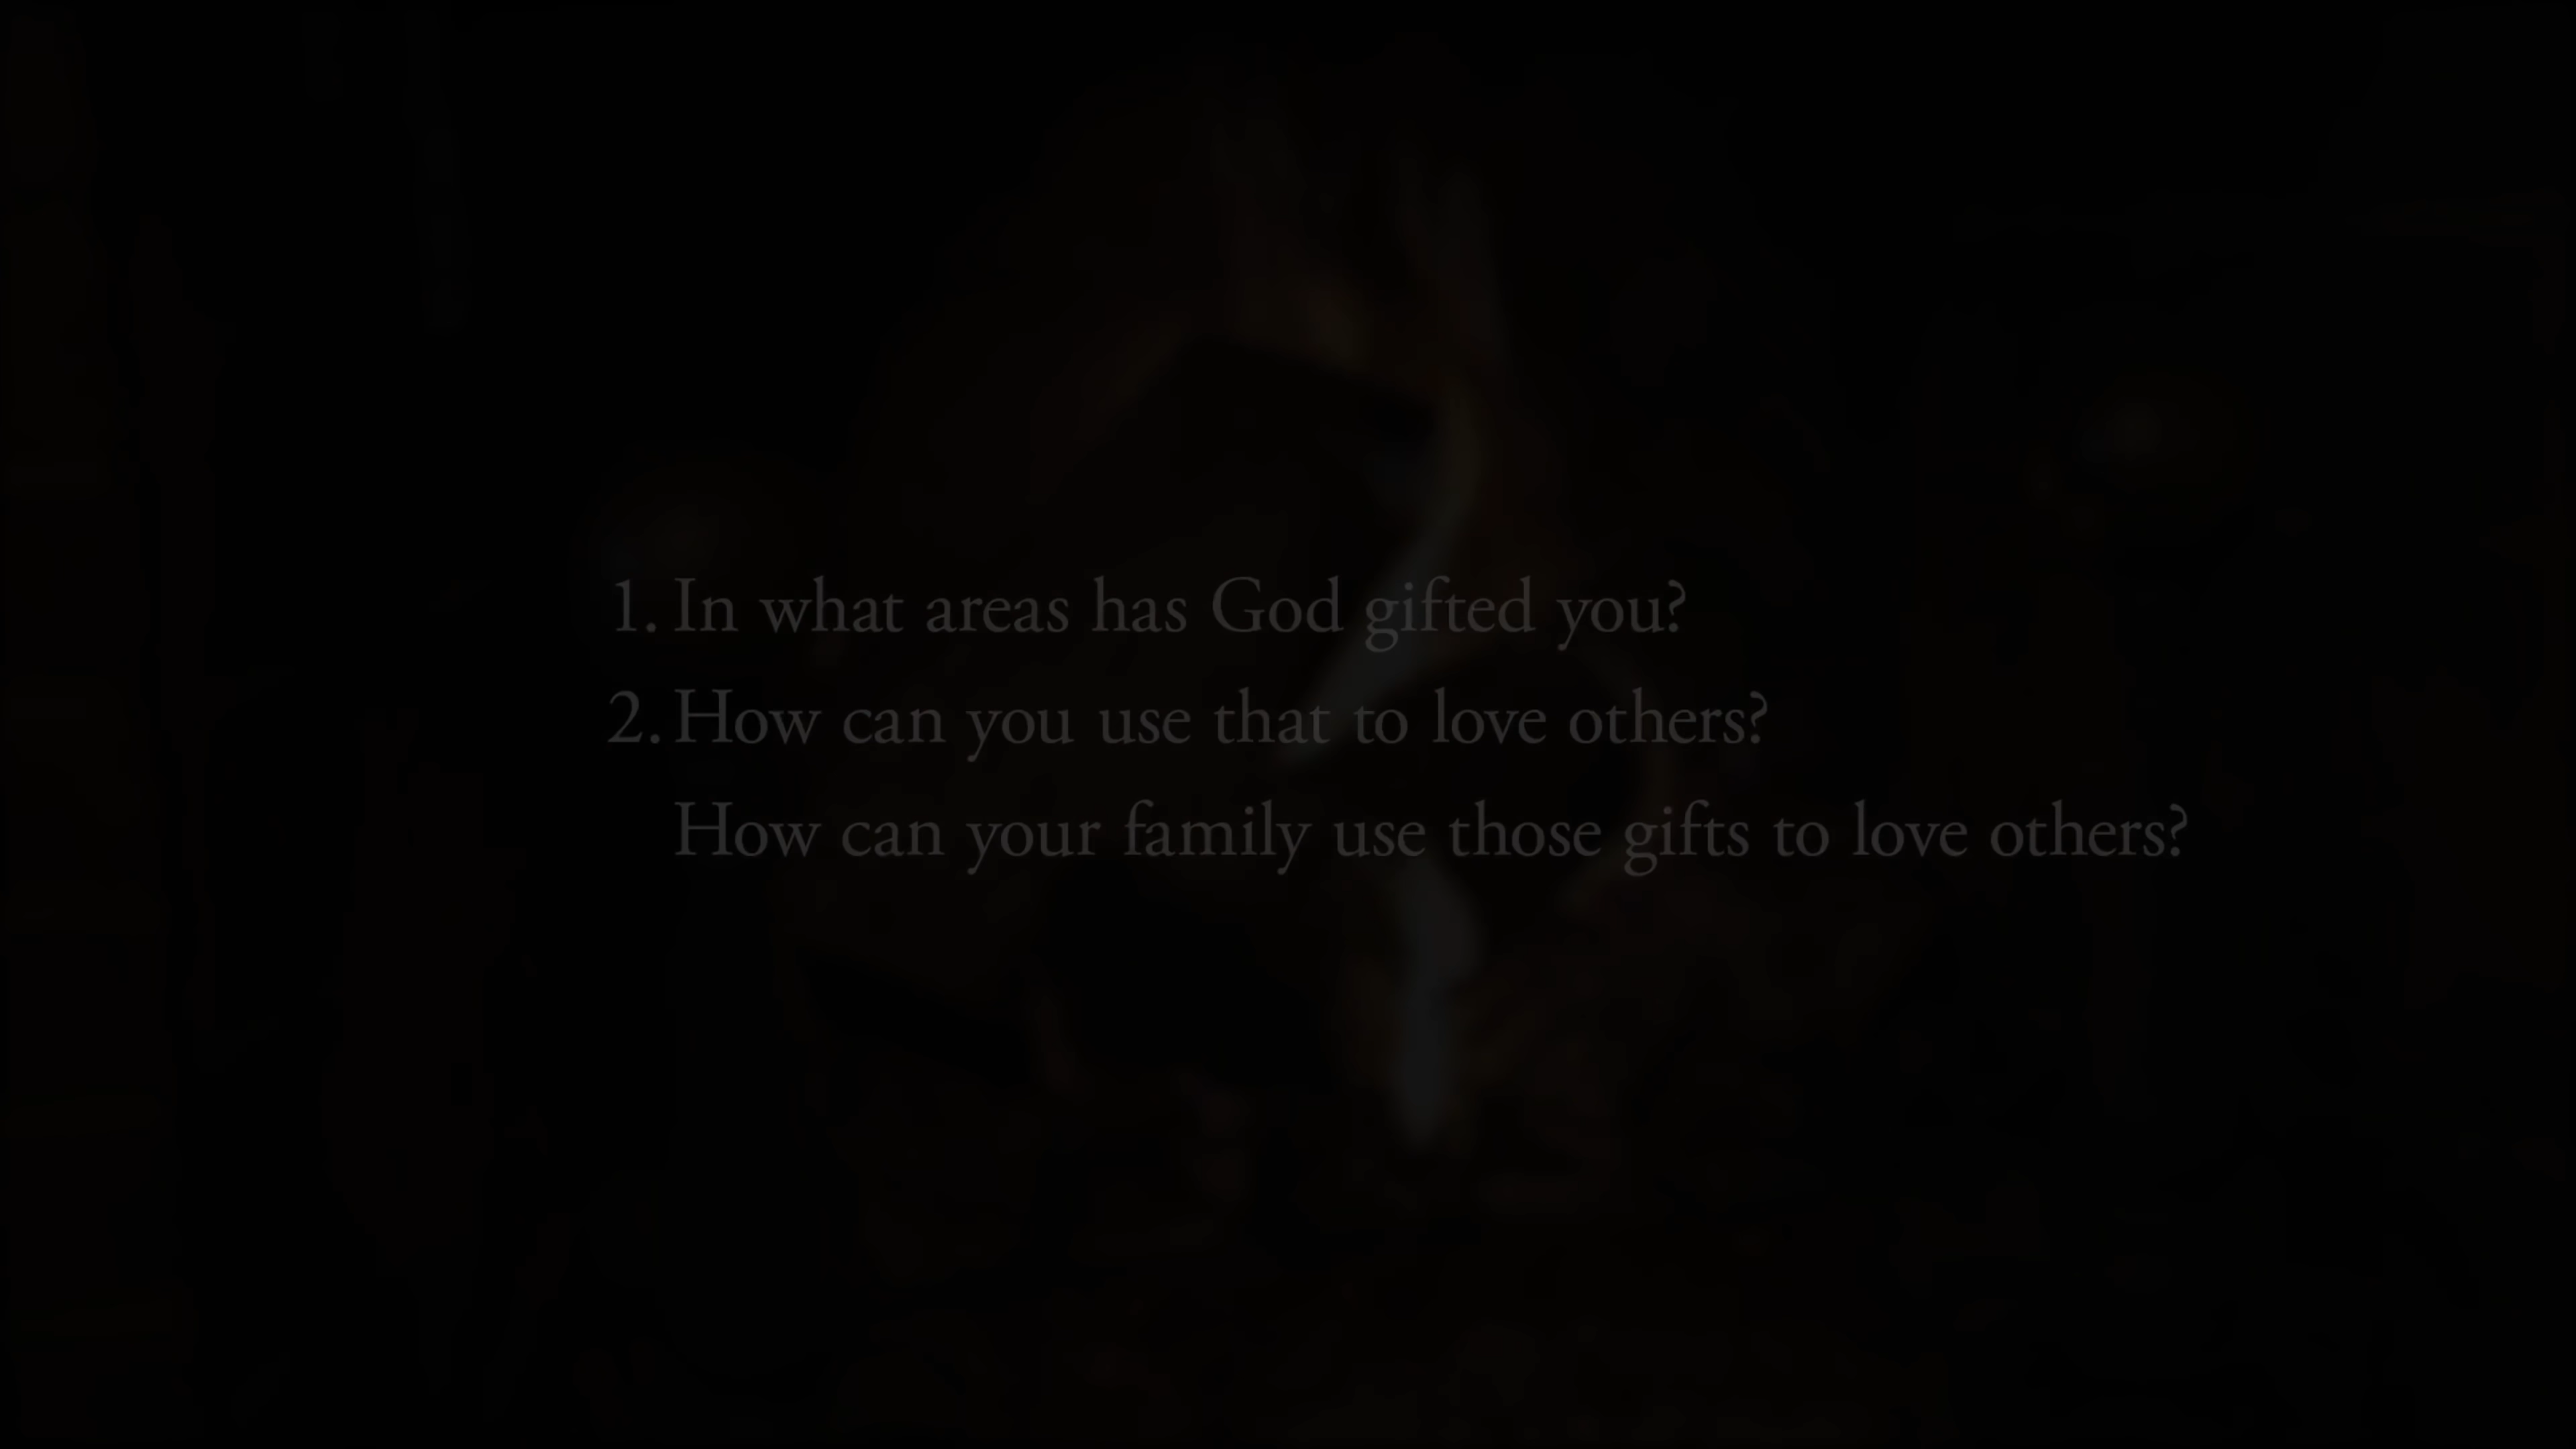 1. In what areas has God gifted you?
2. How can you use that to love others?
How can your family use those gifts to love others?